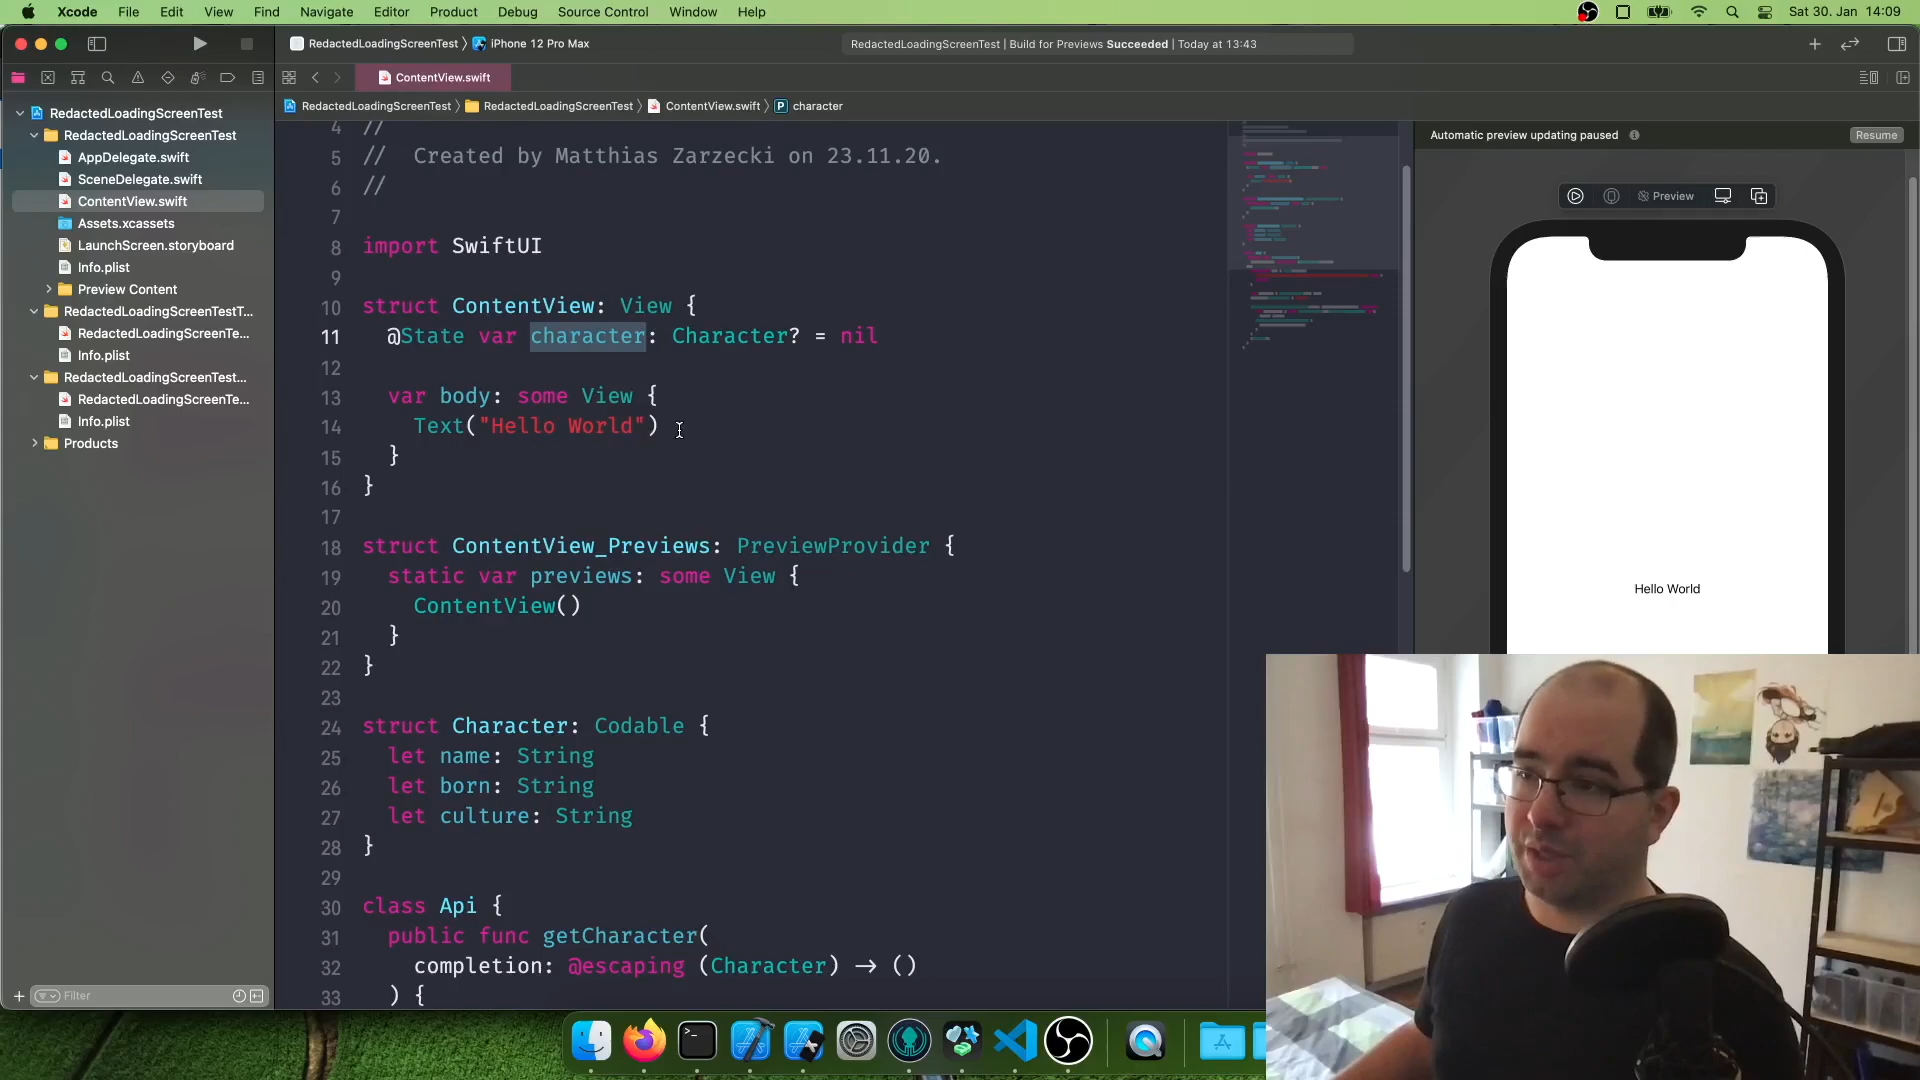 Xcode File Edit View Find Navigate Editor Product Debug Source Control Window Help Sat 30. Jan 14:09
RedactedLoadingScreenTest iPhone 12 Pro Max RedactedLoadingScreenTest | Build for Previews Succeeded | Today at 13:43
ContentView.swift
RedactedLoadingScreenTest RedactedLoadingScreenTest ContentView.swift P character
RedactedLoadingScreenTest
RedactedLoadingScreenTest
AppDelegate.swift
SceneDelegate.swift
ContentView.swift
Assets.xcassets
LaunchScreen.storyboard
Info.plist
Preview Content
RedactedLoadingScreenTestT...
RedactedLoadingScreenTe...
Info.plist
RedactedLoadingScreenTest...
RedactedLoadingScreenTe...
Info.plist
Products
Filter
4 //
5 // Created by Matthias Zarzecki on 23.11.20.
6 //
7
8 import SwiftUI
9
10 struct ContentView: View {
11 @State var character: Character? = nil
12
13 var body: some View {
14 Text("Hello World")
15 }
16 }
17
18 struct ContentView_Previews: PreviewProvider {
19 static var previews: some View {
20 ContentView()
21 }
22 }
23
24 struct Character: Codable {
25 let name: String
26 let born: String
27 let culture: String
28 }
29
30 class Api {
31 public func getCharacter(
32 completion: @escaping (Character) -> ()
33 ) {
Automatic preview updating paused Resume
Preview
Hello World